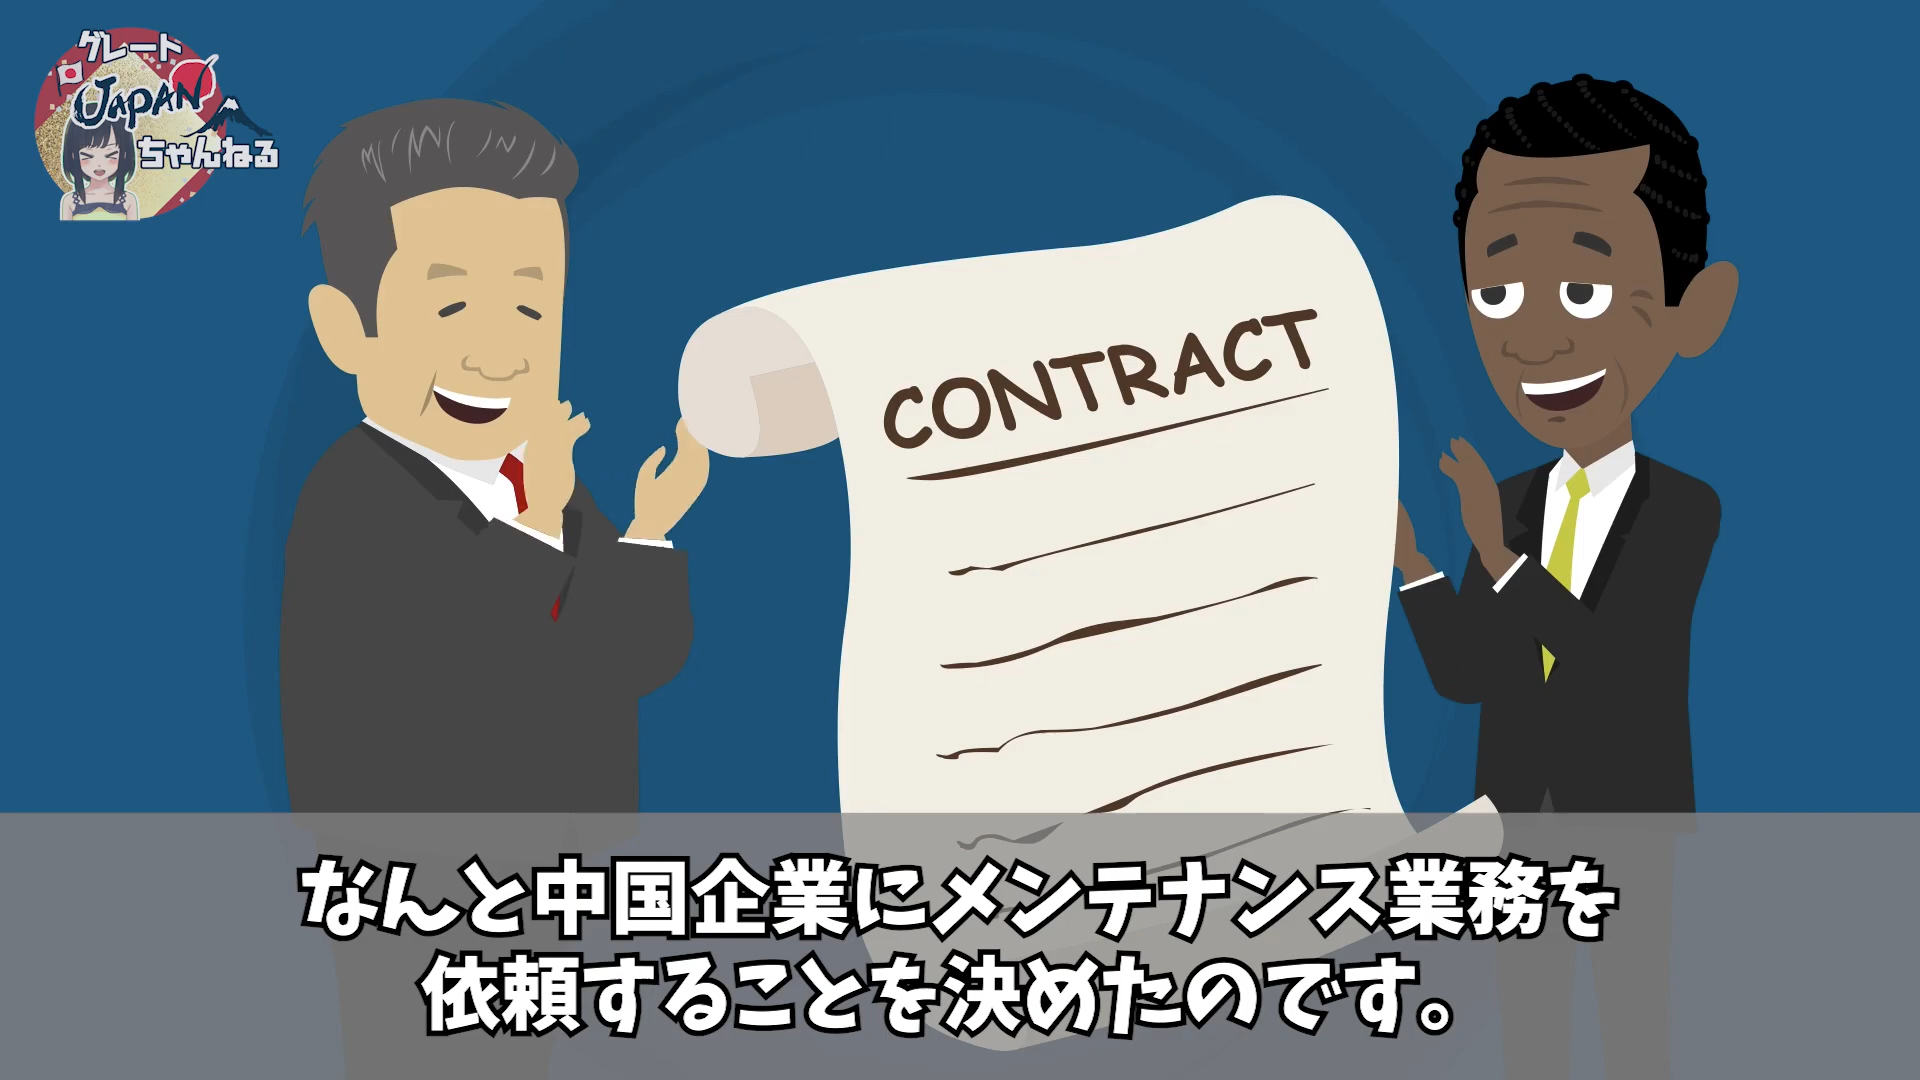 グレート
JAPAN
ちゃんねる
CONTRACT
なんと中国企業にメンテナンス業務を
依頼することを決めたのです。